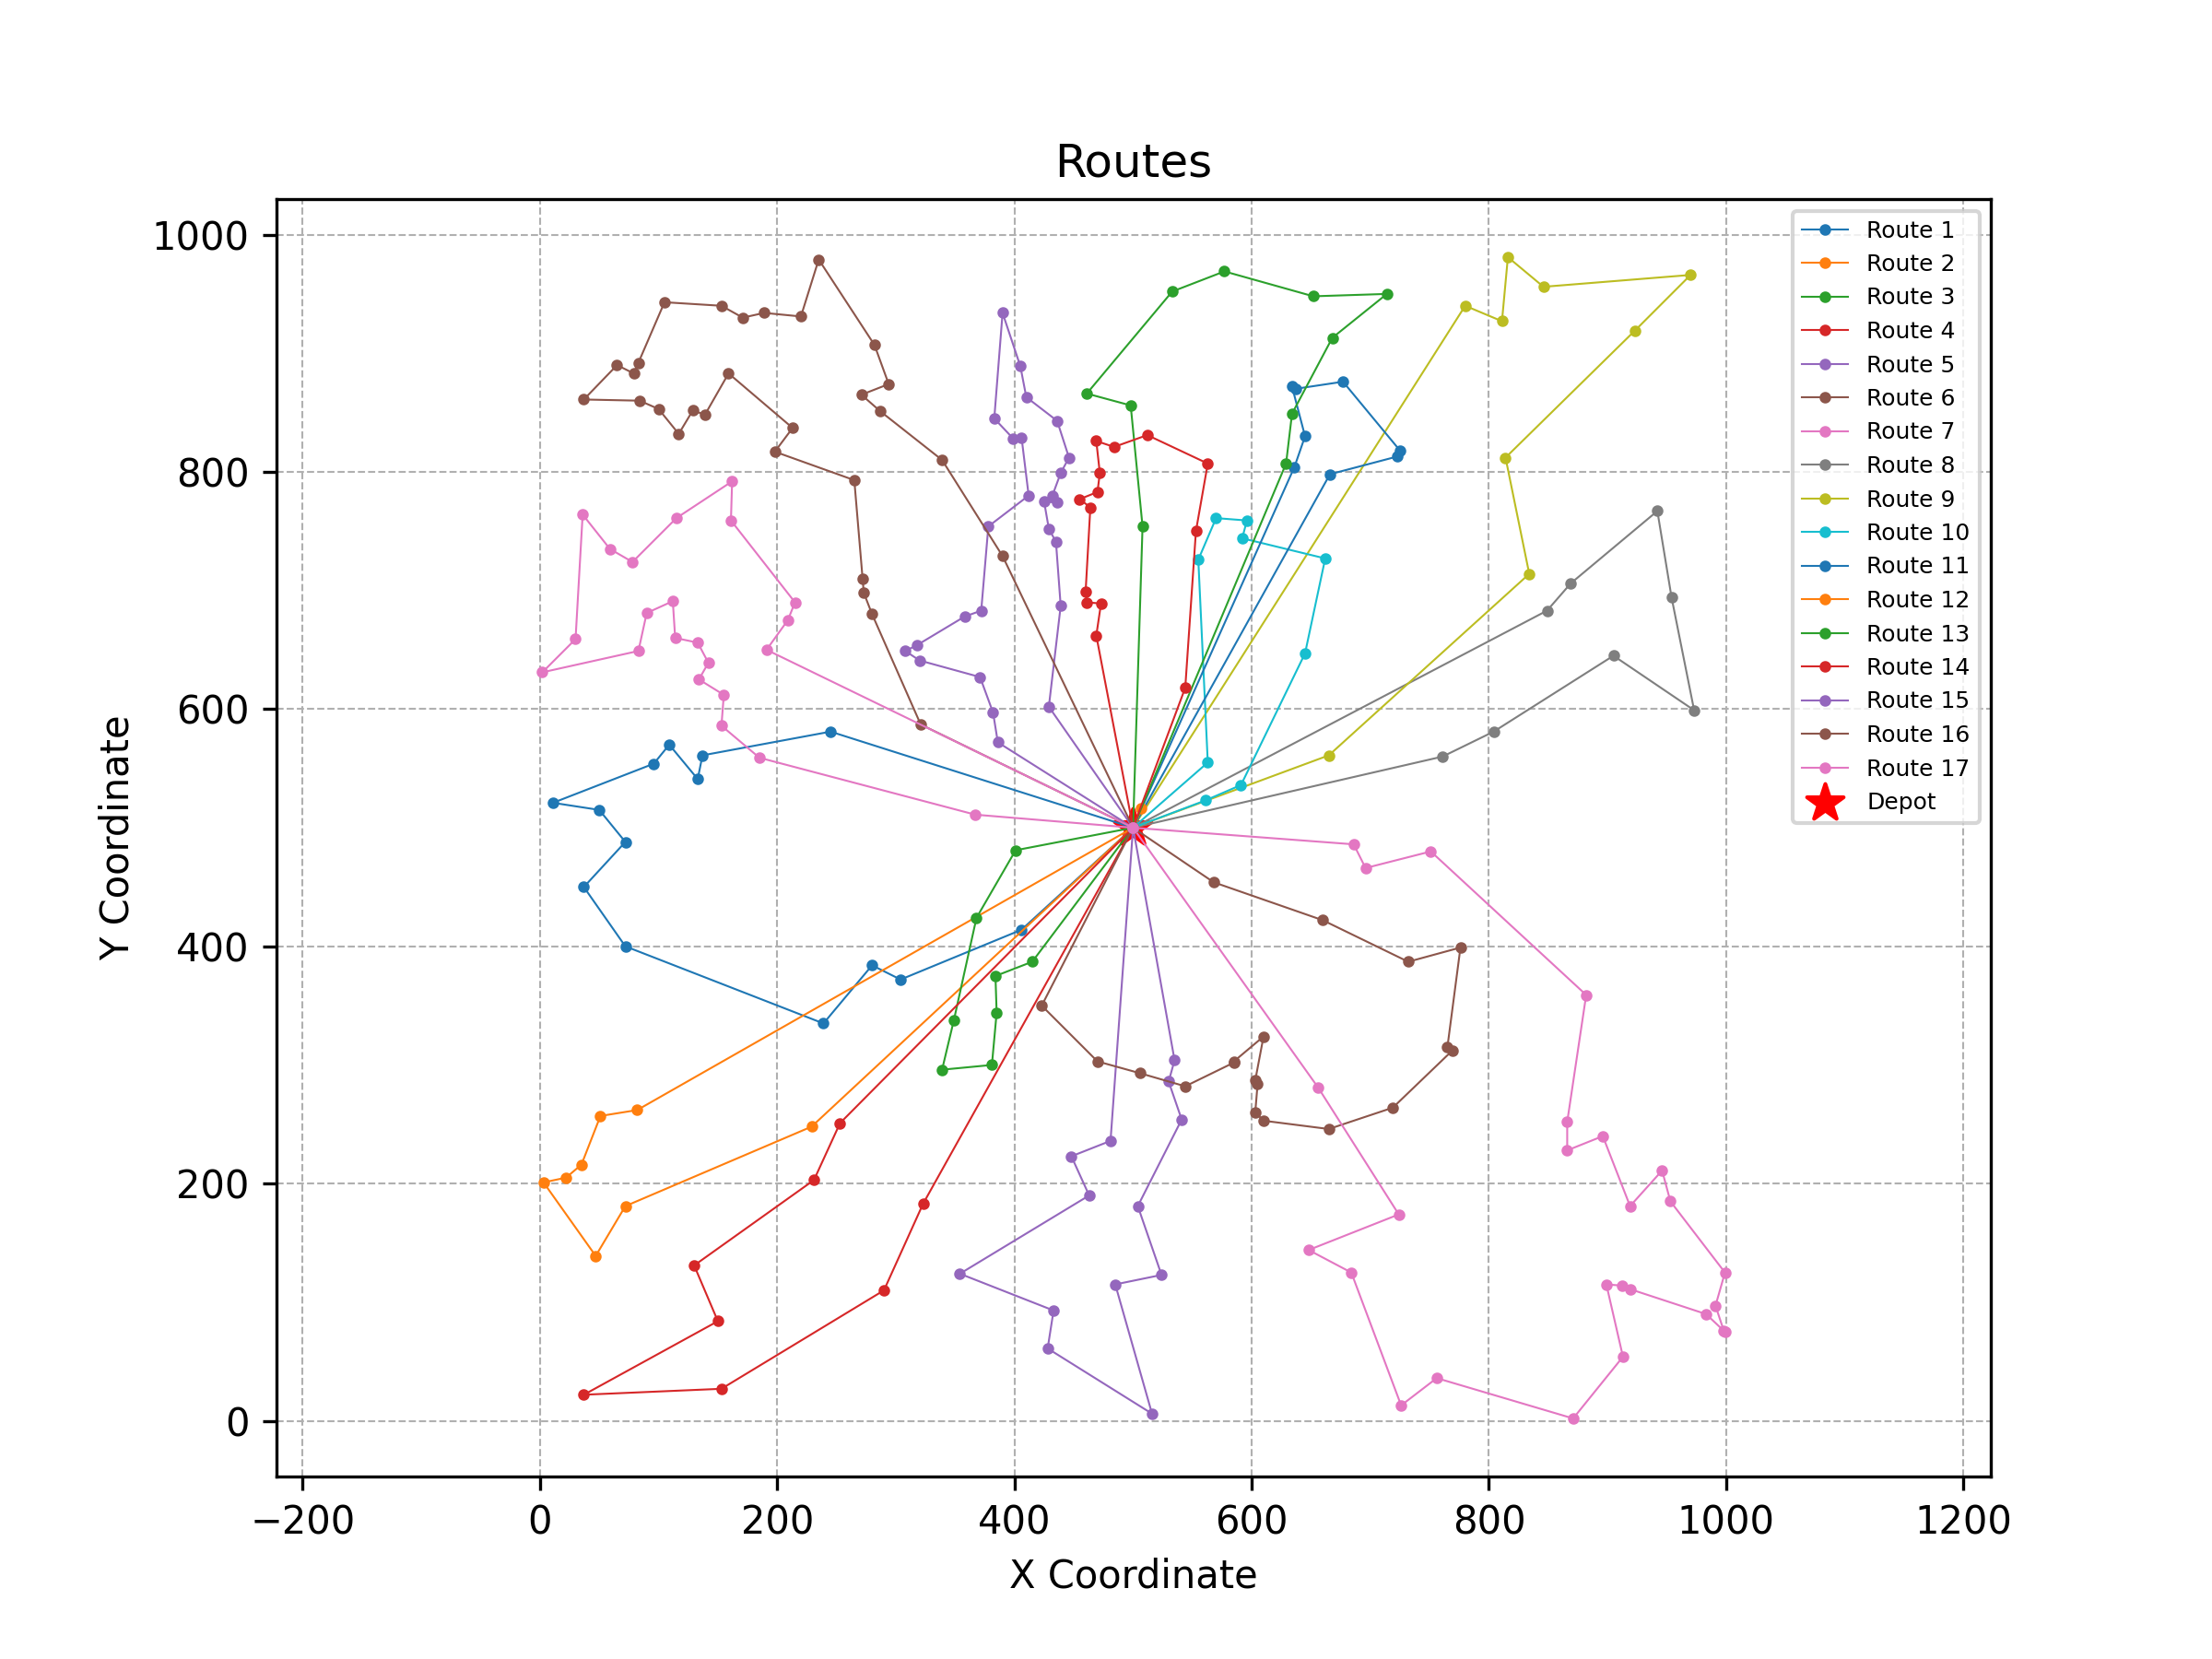 Routes
1000
800
600
400
200
0
Y Coordinate
−200
0
200
400
600
800
1000
1200
X Coordinate
Route 1
Route 2
Route 3
Route 4
Route 5
Route 6
Route 7
Route 8
Route 9
Route 10
Route 11
Route 12
Route 13
Route 14
Route 15
Route 16
Route 17
Depot